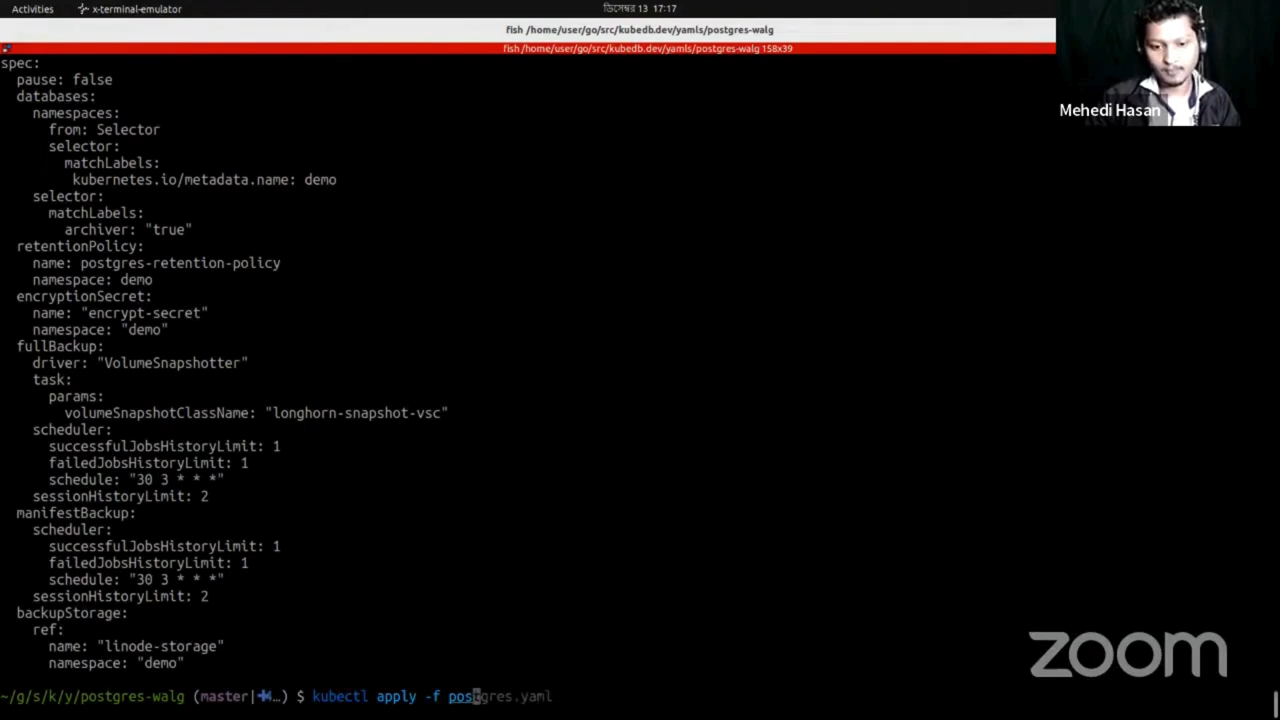 Activities x-terminal-emulator ডিসেম্বর 13 17:17
fish /home/user/go/src/kubedb.dev/yamls/postgres-walg
fish /home/user/go/src/kubedb.dev/yamls/postgres-walg 158x39
spec:
  pause: false
  databases:
    namespaces:
      from: Selector
      selector:
        matchLabels:
         kubernetes.io/metadata.name: demo
    selector:
      matchLabels:
        archiver: "true"
  retentionPolicy:
    name: postgres-retention-policy
    namespace: demo
  encryptionSecret:
    name: "encrypt-secret"
    namespace: "demo"
  fullBackup:
    driver: "VolumeSnapshotter"
    task:
      params:
        volumeSnapshotClassName: "longhorn-snapshot-vsc"
    scheduler:
      successfulJobsHistoryLimit: 1
      failedJobsHistoryLimit: 1
      schedule: "30 3 * * *"
    sessionHistoryLimit: 2
  manifestBackup:
    scheduler:
      successfulJobsHistoryLimit: 1
      failedJobsHistoryLimit: 1
      schedule: "30 3 * * *"
    sessionHistoryLimit: 2
  backupStorage:
    ref:
      name: "linode-storage"
      namespace: "demo"
~/g/s/k/y/postgres-walg (master|✚…) $ kubectl apply -f postgres.yaml
Mehedi Hasan
zoom